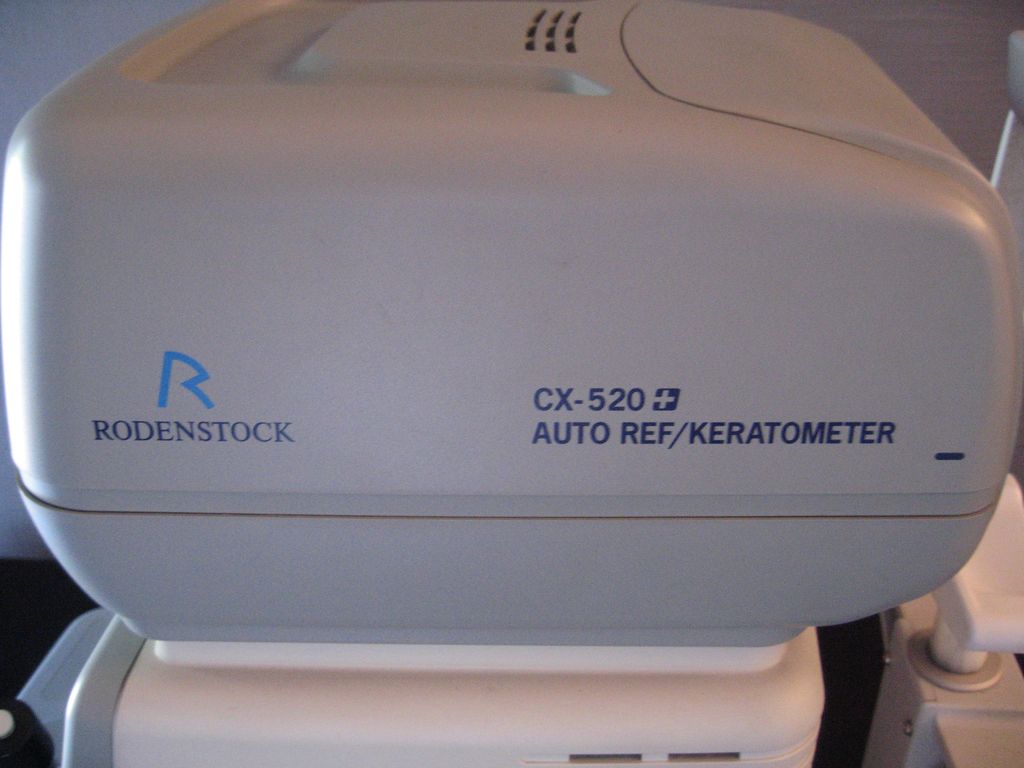 R
RODENSTOCK
CX-520 +
AUTO REF/KERATOMETER